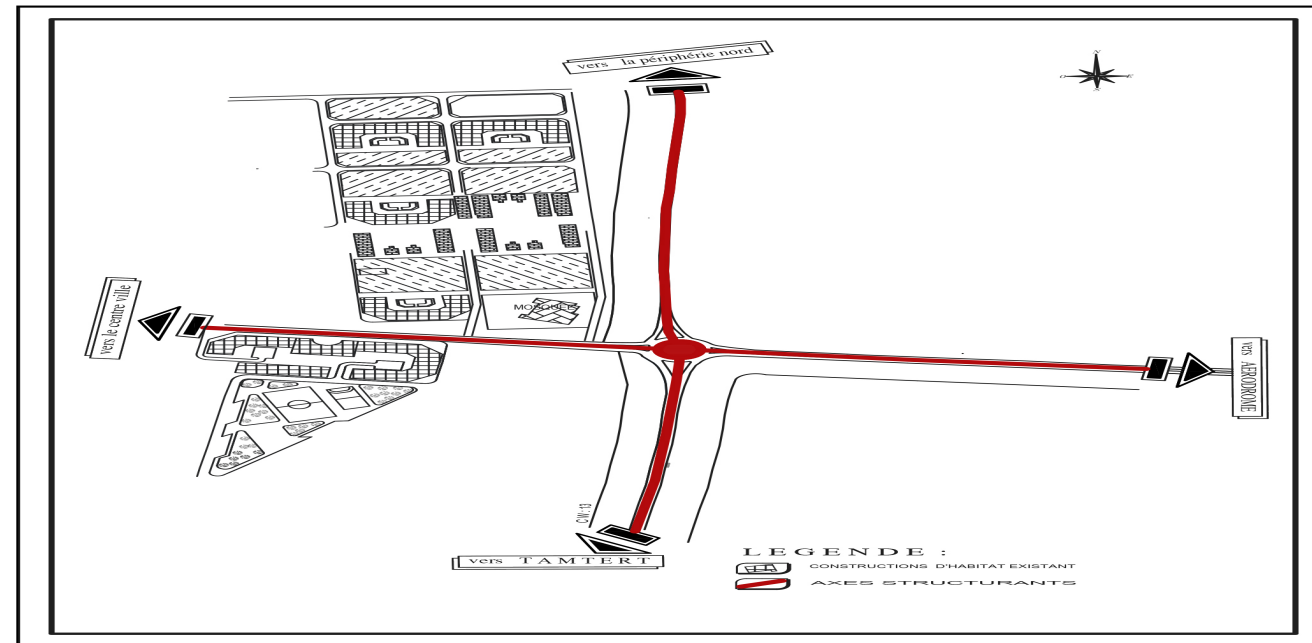 vers la périphérie nord
N
O E
S
vers le centre ville
MOSQUEE
vers AERODROME
CW: 13
vers TAMTERT
LEGENDE :
CONSTRUCTIONS D'HABITAT EXISTANT
AXES STRUCTURANTS